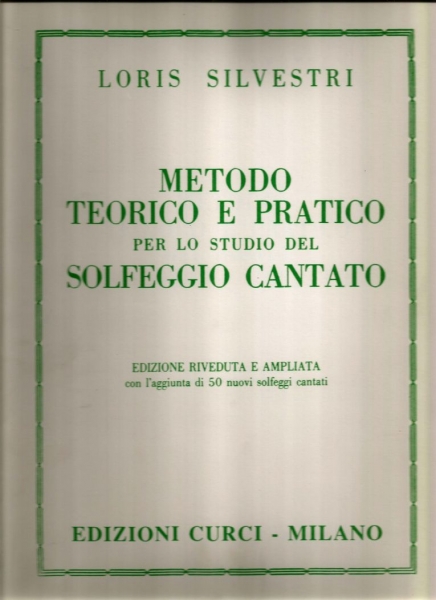 LORIS SILVESTRI
METODO
TEORICO E PRATICO
PER LO STUDIO DEL
SOLFEGGIO CANTATO
EDIZIONE RIVEDUTA E AMPLIATA
con l'aggiunta di 50 nuovi solfeggi cantati
EDIZIONI CURCI - MILANO